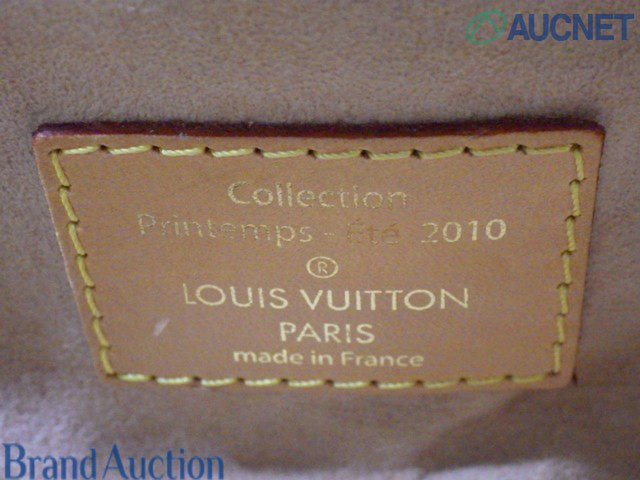 AUCNET
Collection
Printemps - Été 2010
®
LOUIS VUITTON
PARIS
made in France
Brand Auction